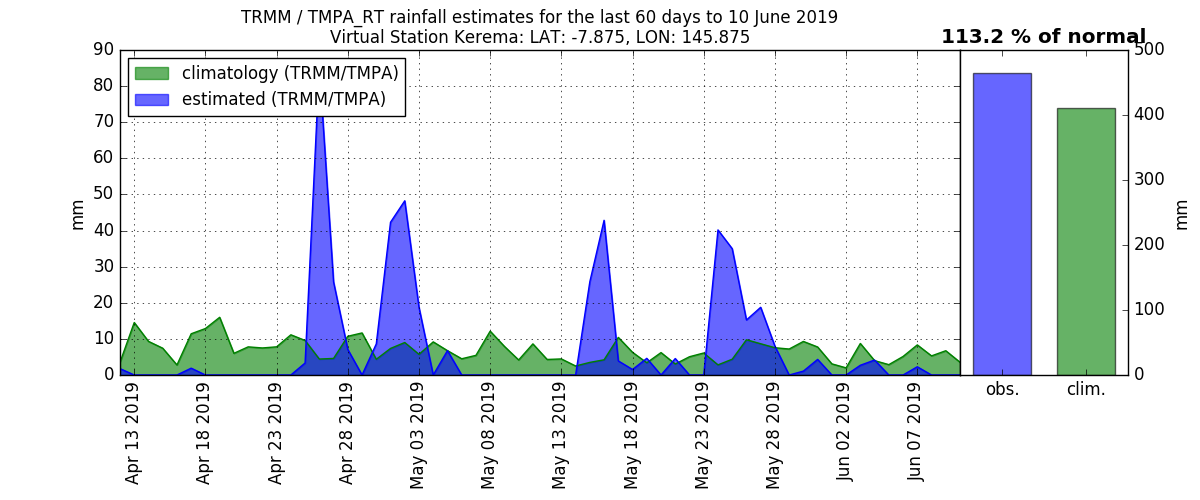 TRMM / TMPA_RT rainfall estimates for the last 60 days to 10 June 2019
Virtual Station Kerema: LAT: -7.875, LON: 145.875
113.2 % of normal
climatology (TRMM/TMPA)
estimated (TRMM/TMPA)
90
80
70
60
50
40
30
20
10
0
mm
Apr 13 2019
Apr 18 2019
Apr 23 2019
Apr 28 2019
May 03 2019
May 08 2019
May 13 2019
May 18 2019
May 23 2019
May 28 2019
Jun 02 2019
Jun 07 2019
obs.
clim.
500
400
300
200
100
0
mm